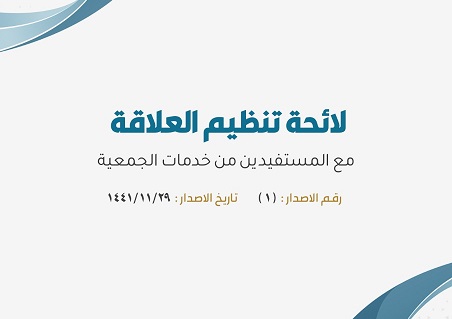 لائحة تنظيم العلاقة
مع المستفيدين من خدمات الجمعية
رقم الاصدار : ( ١ ) تاريخ الاصدار : ١٤٤١/١١/٢٩